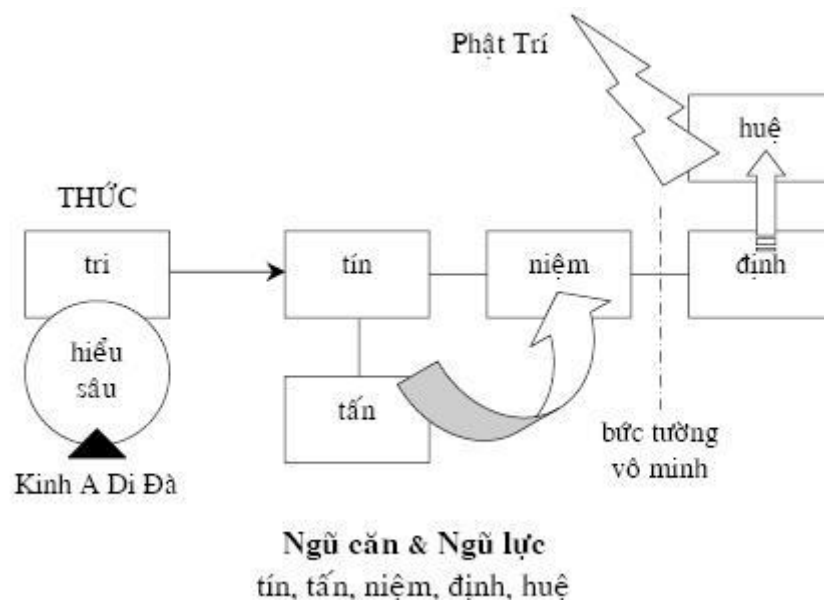 Phật Trí
huệ
THỨC
tri
tín
niệm
định
hiểu
sâu
tấn
bức tường
vô minh
Kinh A Di Đà
Ngũ căn & Ngũ lực
tín, tấn, niệm, định, huệ